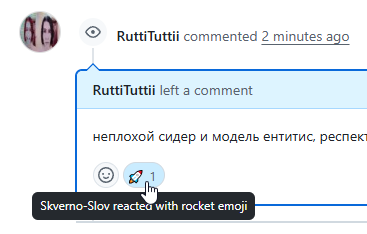 RuttiTuttii commented 2 minutes ago
RuttiTuttii left a comment
неплохой сидер и модель ентитис, респект
1
Skverno-Slov reacted with rocket emoji